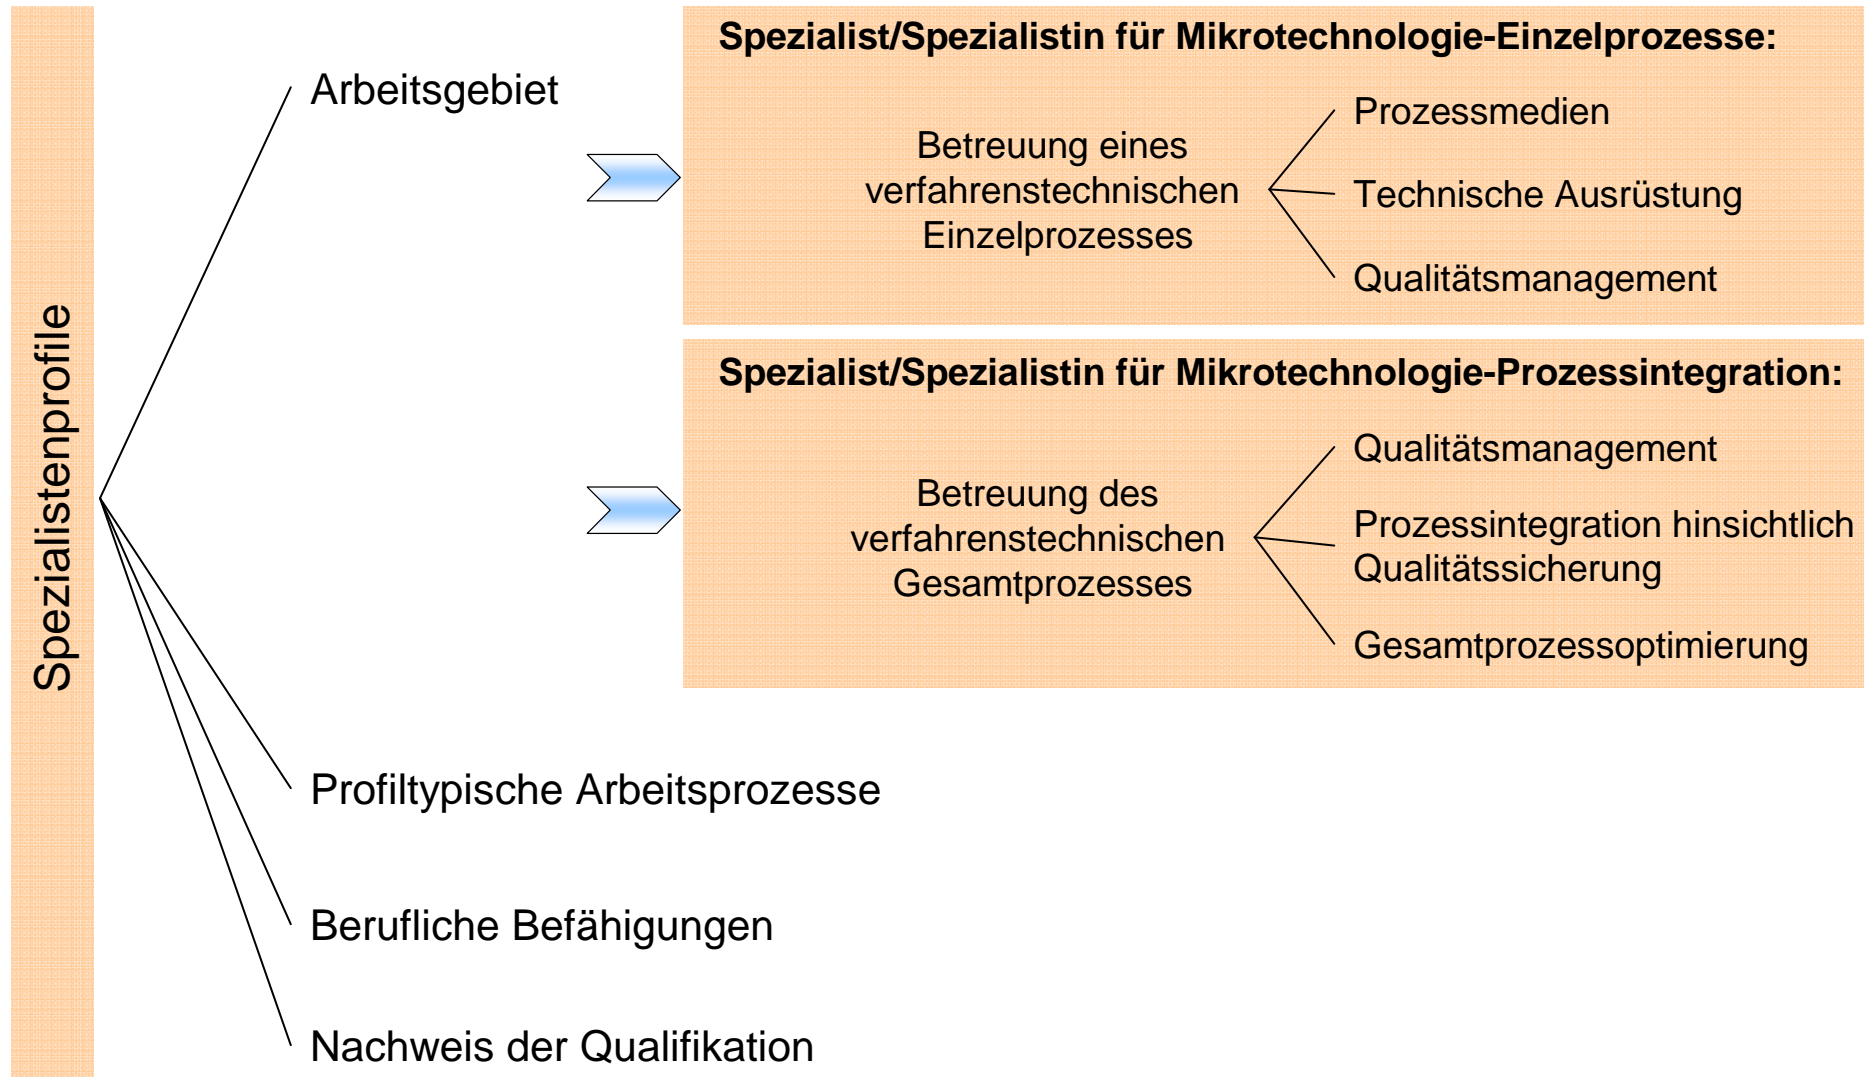 Spezialistenprofile
Arbeitsgebiet
Spezialist/Spezialistin für Mikrotechnologie-Einzelprozesse:
Betreuung eines
verfahrenstechnischen
Einzelprozesses
Prozessmedien
Technische Ausrüstung
Qualitätsmanagement
Spezialist/Spezialistin für Mikrotechnologie-Prozessintegration:
Betreuung des
verfahrenstechnischen
Gesamtprozesses
Qualitätsmanagement
Prozessintegration hinsichtlich
Qualitätssicherung
Gesamtprozessoptimierung
Profiltypische Arbeitsprozesse
Berufliche Befähigungen
Nachweis der Qualifikation